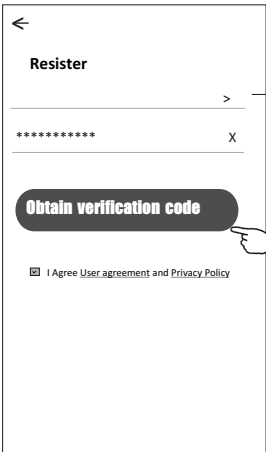 Resister
>
*********** X
Obtain verification code
I Agree User agreement and Privacy Policy